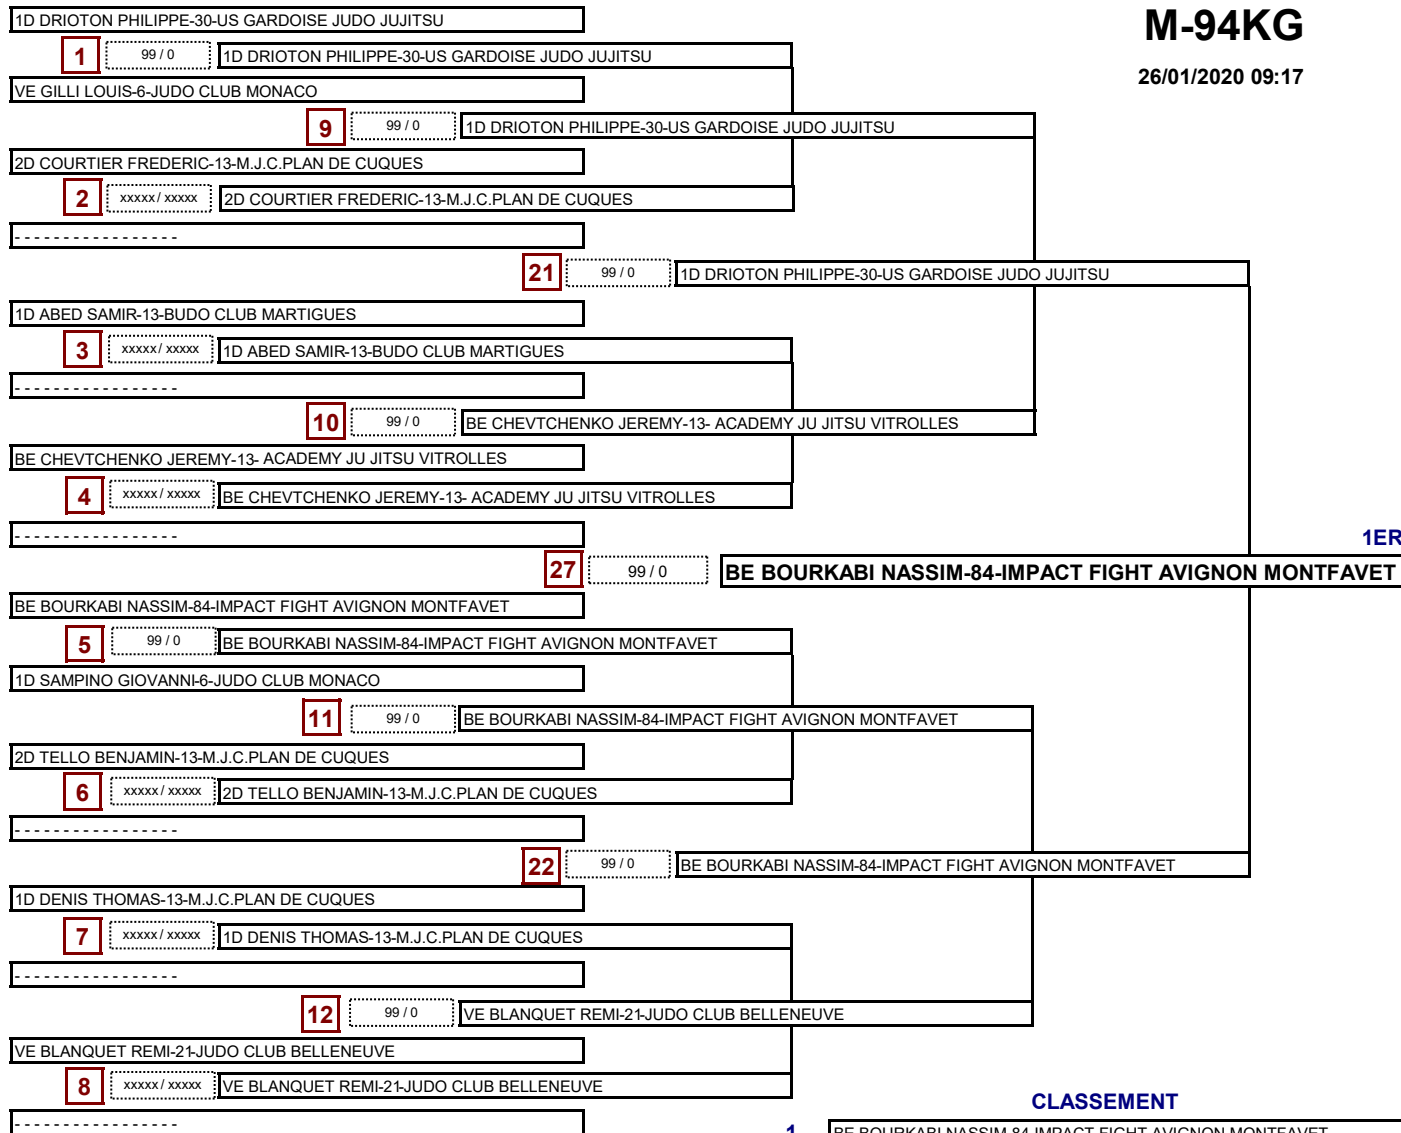 1D DRIOTON PHILIPPE-30-US GARDOISE JUDO JUJITSU
M-94KG
1 99 / 0 1D DRIOTON PHILIPPE-30-US GARDOISE JUDO JUJITSU
26/01/2020 09:17
VE GILLI LOUIS-6-JUDO CLUB MONACO
9 99 / 0 1D DRIOTON PHILIPPE-30-US GARDOISE JUDO JUJITSU
2D COURTIER FREDERIC-13-M.J.C.PLAN DE CUQUES
2 xxxxx / xxxxx 2D COURTIER FREDERIC-13-M.J.C.PLAN DE CUQUES
- - - - - - - - - - - - - - - - -
21 99 / 0 1D DRIOTON PHILIPPE-30-US GARDOISE JUDO JUJITSU
1D ABED SAMIR-13-BUDO CLUB MARTIGUES
3 xxxxx / xxxxx 1D ABED SAMIR-13-BUDO CLUB MARTIGUES
- - - - - - - - - - - - - - - - -
10 99 / 0 BE CHEVTCHENKO JEREMY-13- ACADEMY JU JITSU VITROLLES
BE CHEVTCHENKO JEREMY-13- ACADEMY JU JITSU VITROLLES
4 xxxxx / xxxxx BE CHEVTCHENKO JEREMY-13- ACADEMY JU JITSU VITROLLES
- - - - - - - - - - - - - - - - -
1ER
27 99 / 0 BE BOURKABI NASSIM-84-IMPACT FIGHT AVIGNON MONTFAVET
BE BOURKABI NASSIM-84-IMPACT FIGHT AVIGNON MONTFAVET
5 99 / 0 BE BOURKABI NASSIM-84-IMPACT FIGHT AVIGNON MONTFAVET
1D SAMPINO GIOVANNI-6-JUDO CLUB MONACO
11 99 / 0 BE BOURKABI NASSIM-84-IMPACT FIGHT AVIGNON MONTFAVET
2D TELLO BENJAMIN-13-M.J.C.PLAN DE CUQUES
6 xxxxx / xxxxx 2D TELLO BENJAMIN-13-M.J.C.PLAN DE CUQUES
- - - - - - - - - - - - - - - - -
22 99 / 0 BE BOURKABI NASSIM-84-IMPACT FIGHT AVIGNON MONTFAVET
1D DENIS THOMAS-13-M.J.C.PLAN DE CUQUES
7 xxxxx / xxxxx 1D DENIS THOMAS-13-M.J.C.PLAN DE CUQUES
- - - - - - - - - - - - - - - - -
12 99 / 0 VE BLANQUET REMI-21-JUDO CLUB BELLENEUVE
VE BLANQUET REMI-21-JUDO CLUB BELLENEUVE
8 xxxxx / xxxxx VE BLANQUET REMI-21-JUDO CLUB BELLENEUVE
CLASSEMENT
- - - - - - - - - - - - - - - - -
1 BE BOURKABI NASSIM-84-IMPACT FIGHT AVIGNON MONTFAVET